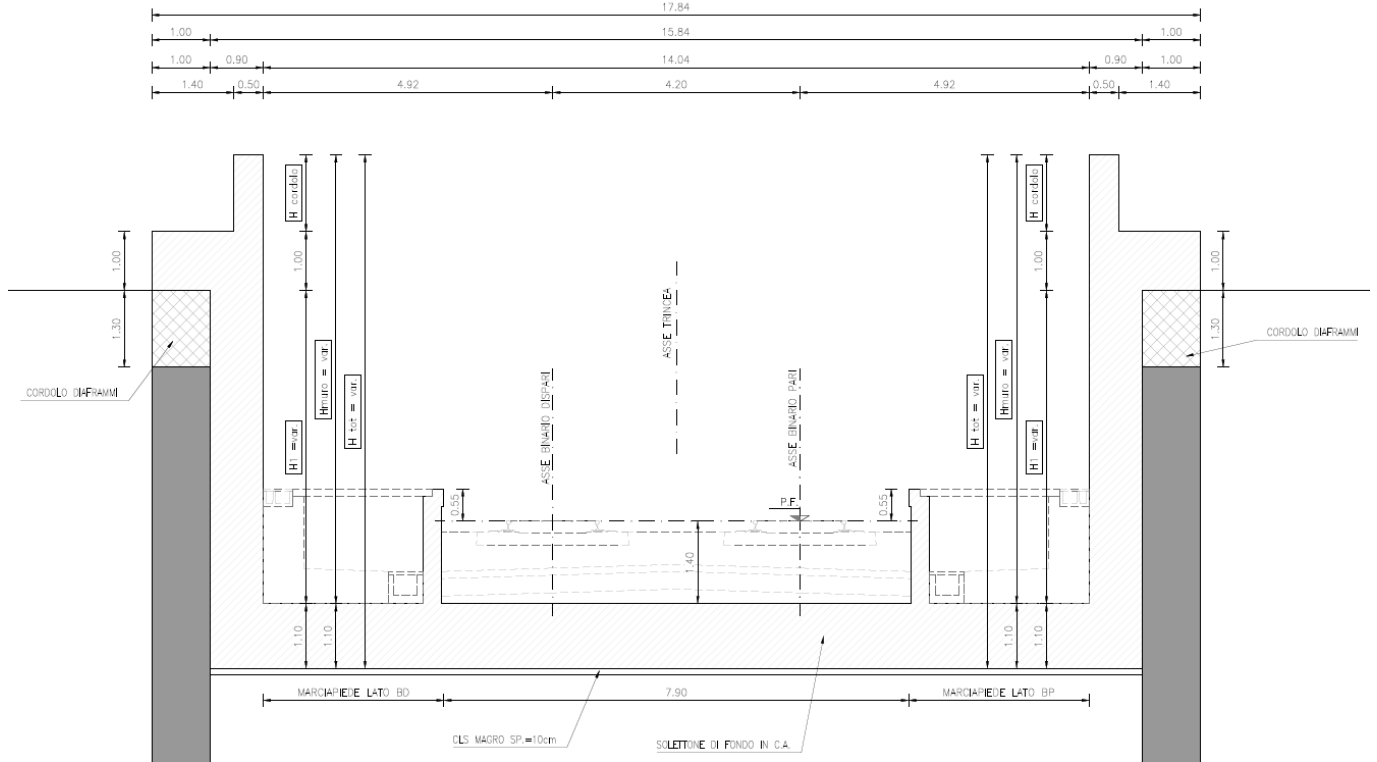 17.84
1.00 15.84 1.00
1.00 0.90 14.04 0.90 1.00
1.40 0.50 4.92 4.20 4.92 0.50 1.40
H cordolo
H cordolo
1.00
1.00
1.00
1.00
1.30
1.30
ASSE TRINCEA
CORDOLO DIAFRAMMI
CORDOLO DIAFRAMMI
H1 =var.
Hmuro = var.
H tot = var.
ASSE BINARIO DISPARI
ASSE BINARIO PARI
H tot = var.
Hmuro = var.
H1 =var.
0.55
P.F.
0.55
1.40
1.10
1.10
1.10
1.10
MARCIAPIEDE LATO BD
7.90
MARCIAPIEDE LATO BP
CLS MAGRO SP.=10cm
SOLETTONE DI FONDO IN C.A.